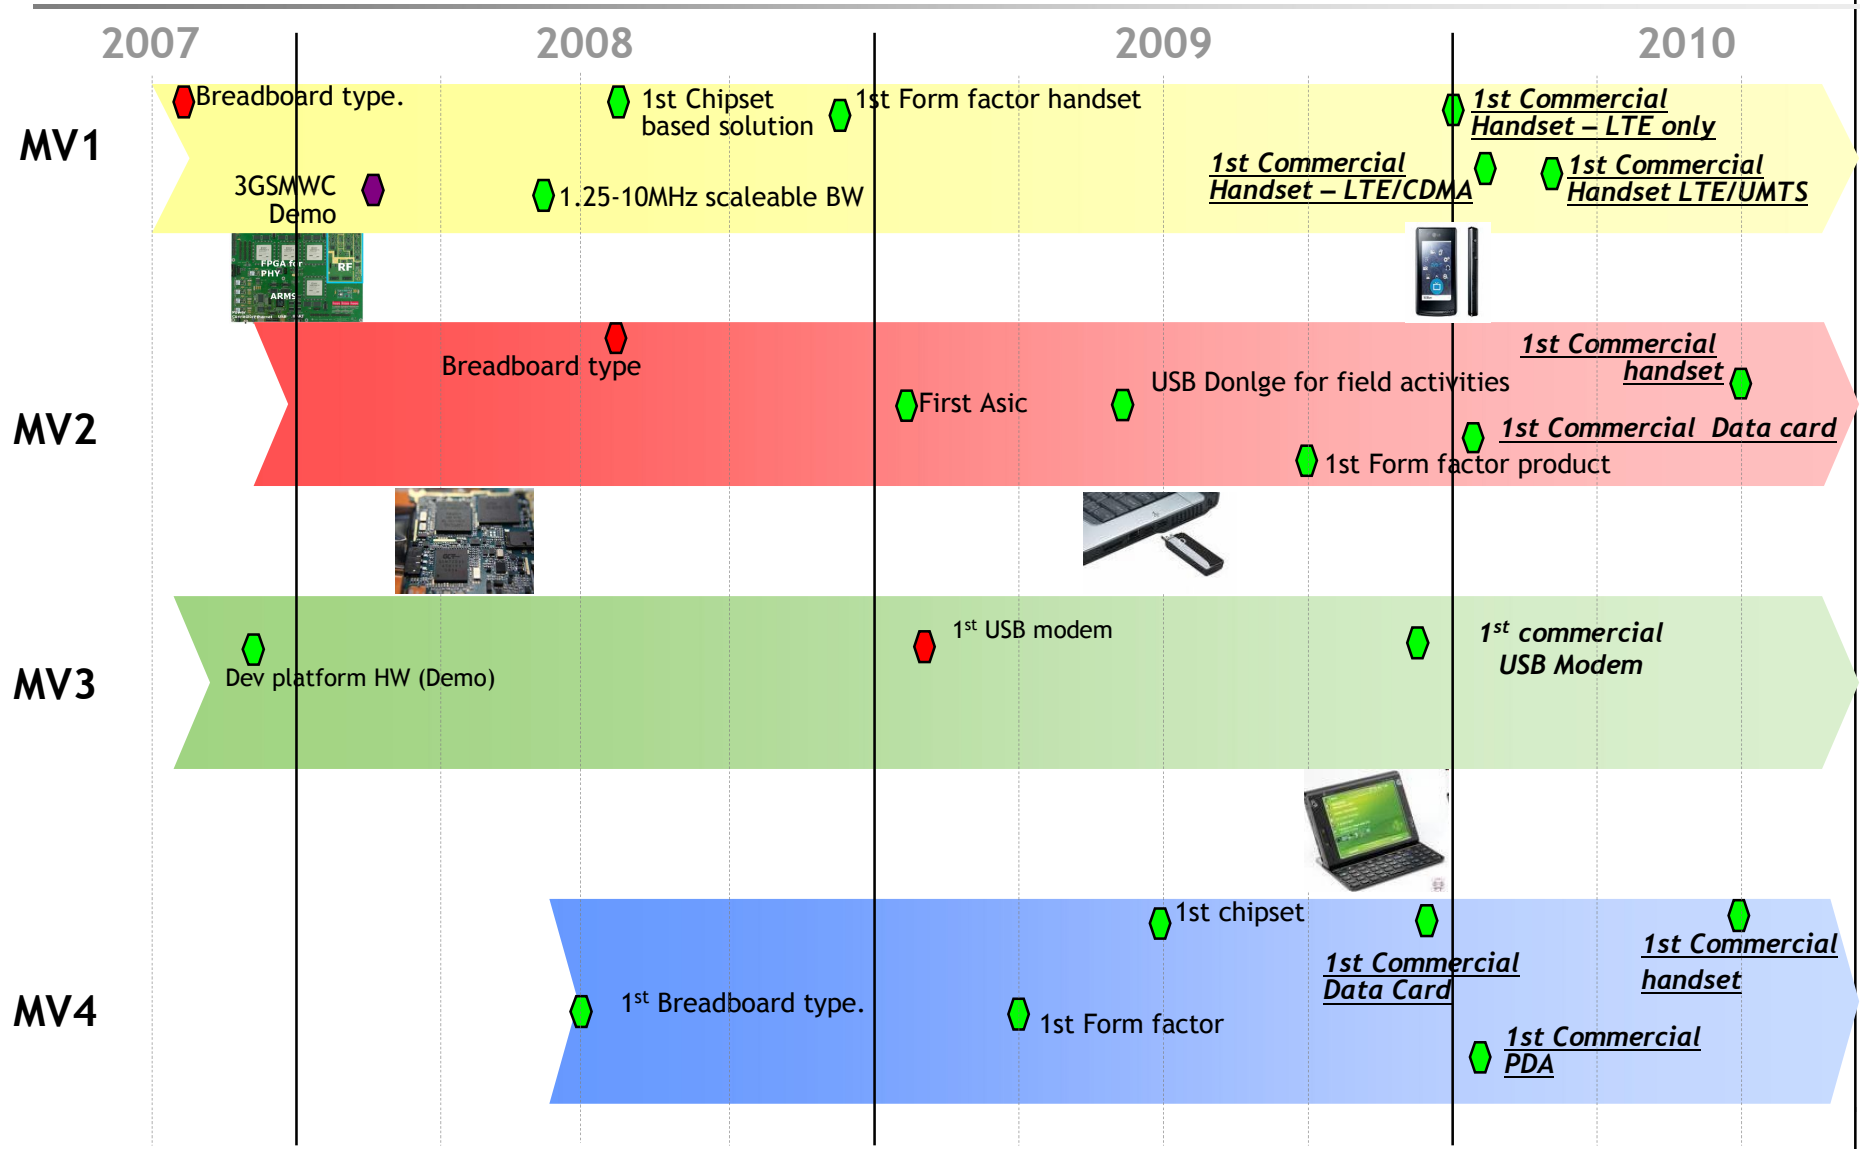 2007 2008 2009 2010
MV1
Breadboard type.
1st Chipset
based solution
1st Form factor handset
1st Commercial
Handset – LTE only
3GSMWC
Demo
1.25-10MHz scaleable BW
1st Commercial
Handset – LTE/CDMA
1st Commercial
Handset LTE/UMTS
FPGA for
PHY
RF
ARMS
MV2
Breadboard type
First Asic
USB Donlge for field activities
1st Commercial
handset
1st Commercial Data card
1st Form factor product
MV3
Dev platform HW (Demo)
1st USB modem
1st commercial
USB Modem
MV4
1st Breadboard type.
1st chipset
1st Form factor
1st Commercial
Data Card
1st Commercial
handset
1st Commercial
PDA